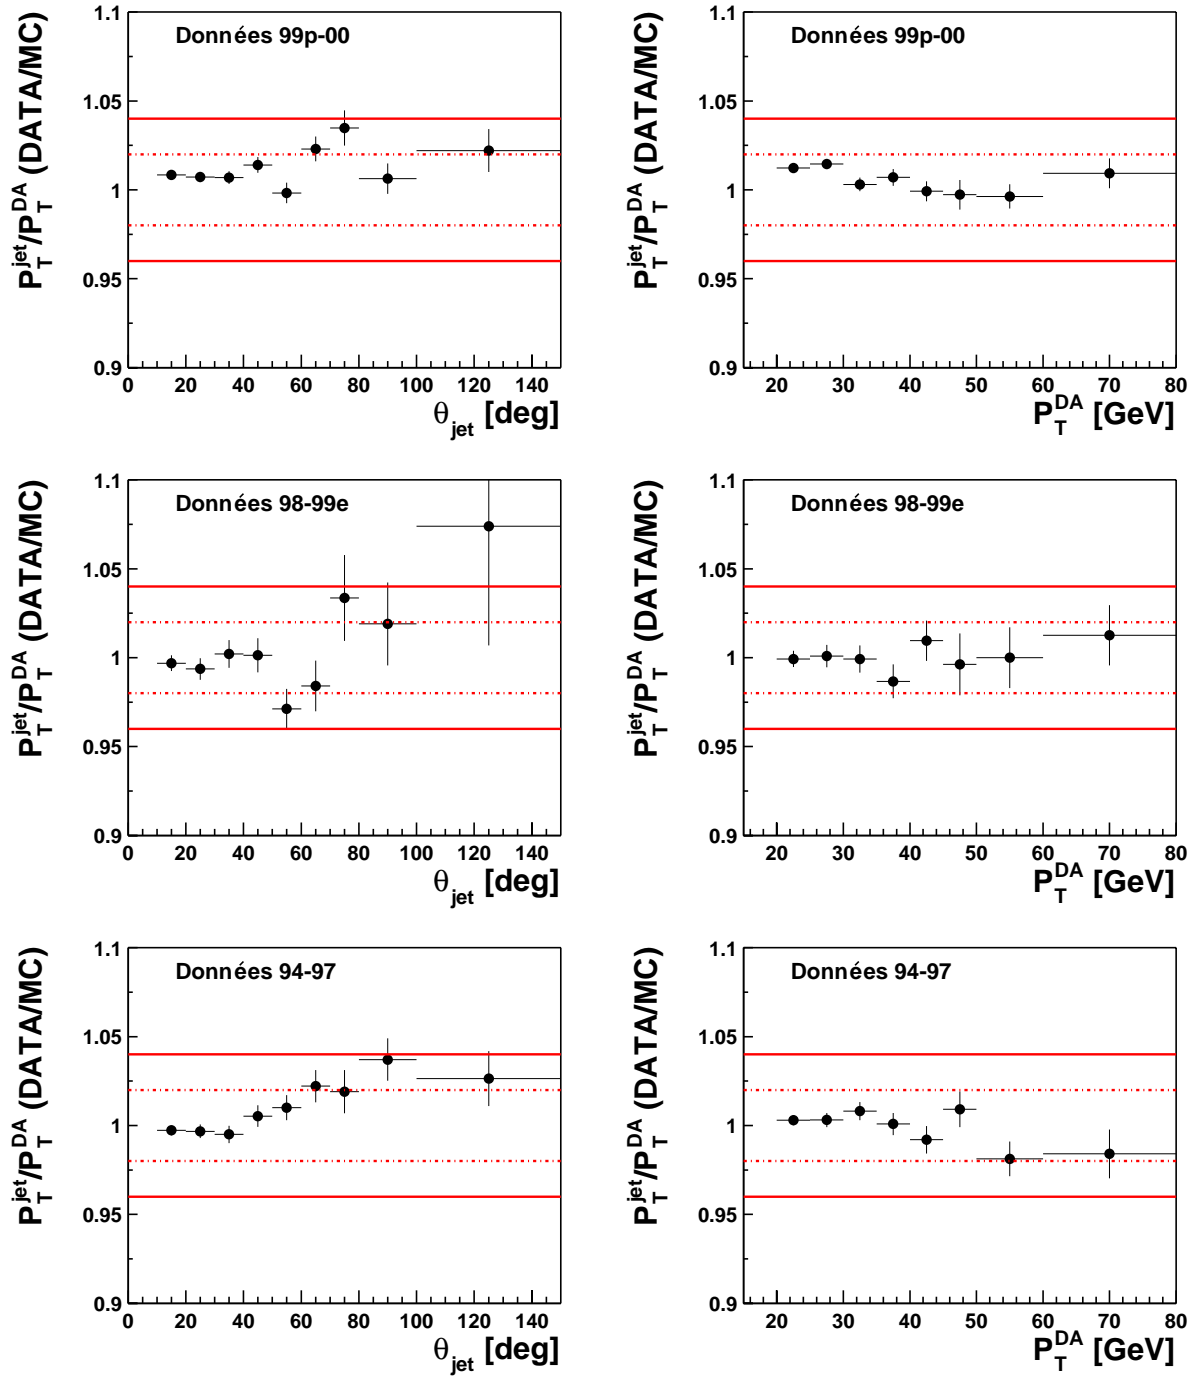 P_T^jet/P_T^DA (DATA/MC)
Données 99p-00
1.1
1.05
1
0.95
0.9
0 20 40 60 80 100 120 140
θ_jet [deg]
P_T^jet/P_T^DA (DATA/MC)
Données 99p-00
1.1
1.05
1
0.95
0.9
20 30 40 50 60 70 80
P_T^DA [GeV]
P_T^jet/P_T^DA (DATA/MC)
Données 98-99e
1.1
1.05
1
0.95
0.9
0 20 40 60 80 100 120 140
θ_jet [deg]
P_T^jet/P_T^DA (DATA/MC)
Données 98-99e
1.1
1.05
1
0.95
0.9
20 30 40 50 60 70 80
P_T^DA [GeV]
P_T^jet/P_T^DA (DATA/MC)
Données 94-97
1.1
1.05
1
0.95
0.9
0 20 40 60 80 100 120 140
θ_jet [deg]
P_T^jet/P_T^DA (DATA/MC)
Données 94-97
1.1
1.05
1
0.95
0.9
20 30 40 50 60 70 80
P_T^DA [GeV]